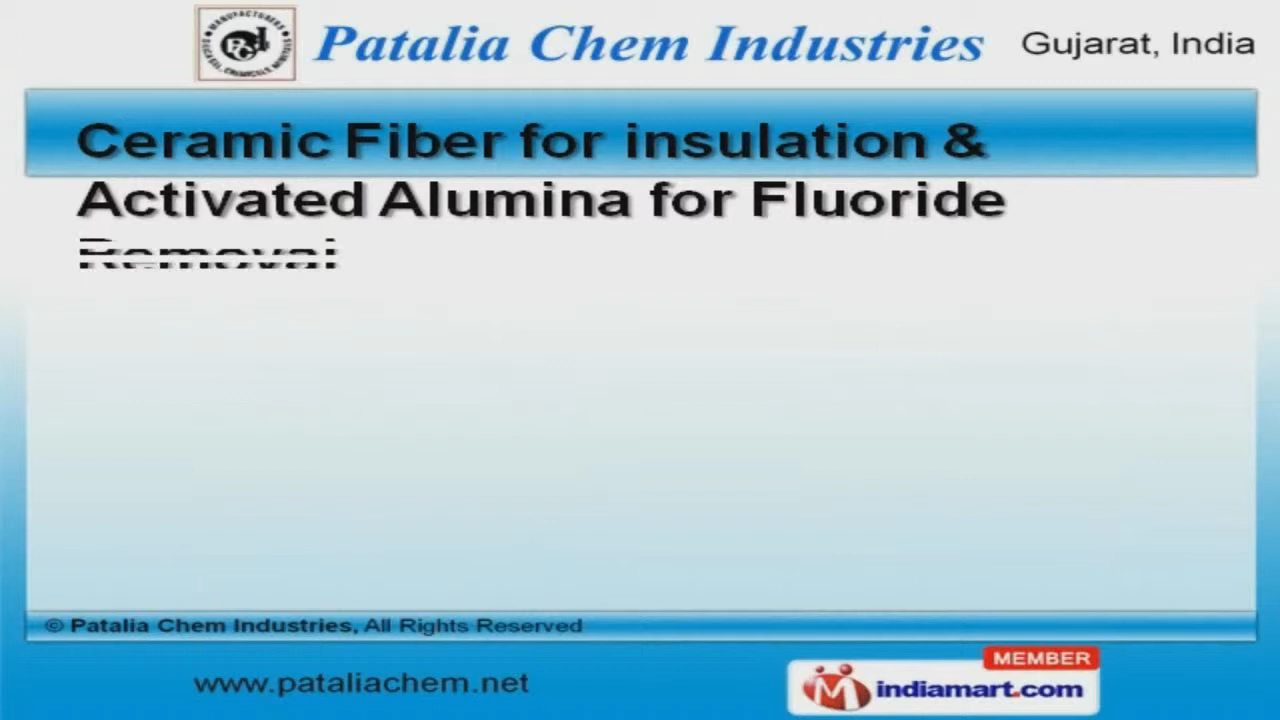 Patalia Chem Industries
Gujarat, India
Ceramic Fiber for insulation &
Activated Alumina for Fluoride
Removal
© Patalia Chem Industries, All Rights Reserved
www.pataliachem.net
MEMBER
indiamart.com